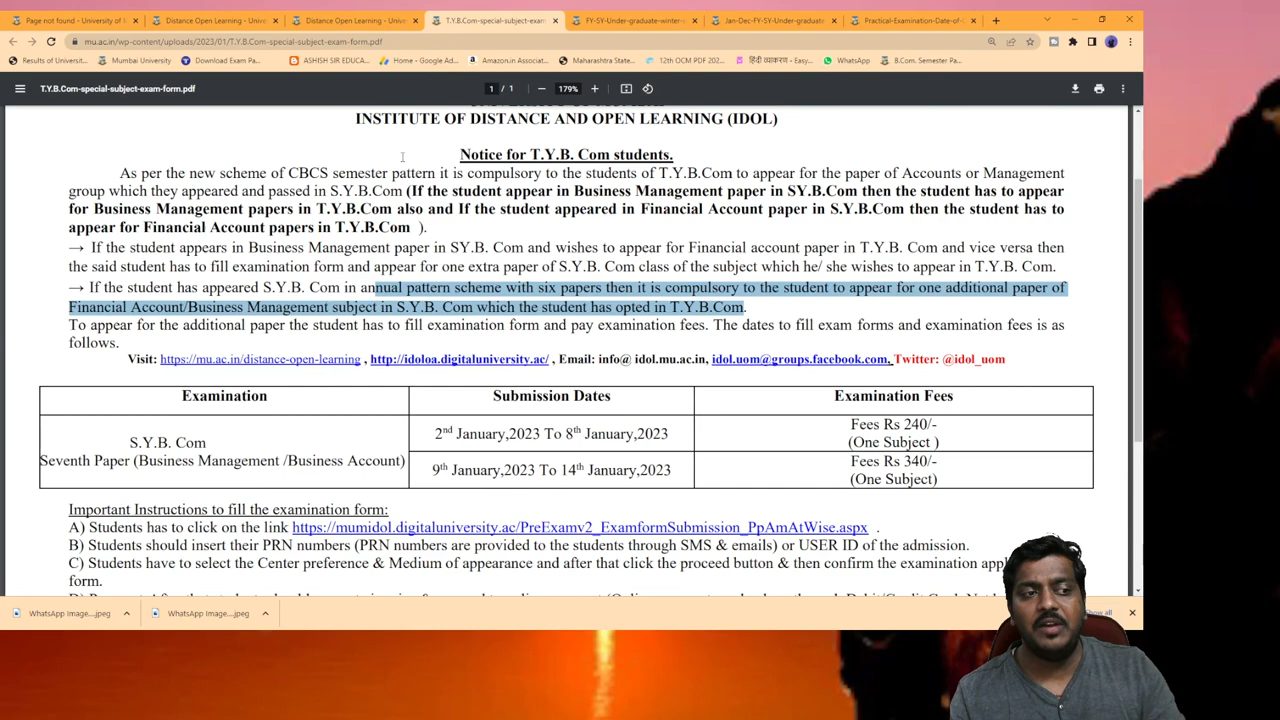 Page not found - University of M
Distance Open Learning - Unive
Distance Open Learning - Unive
T.Y.B.Com-special-subject-exam
FY-SY-Under-graduate-winter-s
Jan-Dec-FY-SY-Under-graduate
Practical-Examination-Date-of-C
mu.ac.in/wp-content/uploads/2023/01/T.Y.B.Com-special-subject-exam-form.pdf
Results of Universit...
Mumbai University
Download Exam Pa...
ASHISH SIR EDUCA...
Home - Google Ad...
Amazon.in Associat...
Maharashtra State...
12th OCM PDF 202...
हिंदी व्याकरण - Easy...
WhatsApp
B.Com. Semester Pa...
T.Y.B.Com-special-subject-exam-form.pdf
1 / 1
179%
INSTITUTE OF DISTANCE AND OPEN LEARNING (IDOL)
Notice for T.Y.B. Com students.
As per the new scheme of CBCS semester pattern it is compulsory to the students of T.Y.B.Com to appear for the paper of Accounts or Management
group which they appeared and passed in S.Y.B.Com (If the student appear in Business Management paper in SY.B.Com then the student has to appear
for Business Management papers in T.Y.B.Com also and If the student appeared in Financial Account paper in S.Y.B.Com then the student has to
appear for Financial Account papers in T.Y.B.Com ).
→ If the student appears in Business Management paper in SY.B. Com and wishes to appear for Financial account paper in T.Y.B. Com and vice versa then
the said student has to fill examination form and appear for one extra paper of S.Y.B. Com class of the subject which he/ she wishes to appear in T.Y.B. Com.
→ If the student has appeared S.Y.B. Com in annual pattern scheme with six papers then it is compulsory to the student to appear for one additional paper of
Financial Account/Business Management subject in S.Y.B. Com which the student has opted in T.Y.B.Com.
To appear for the additional paper the student has to fill examination form and pay examination fees. The dates to fill exam forms and examination fees is as
follows.
Visit: https://mu.ac.in/distance-open-learning , http://idoloa.digitaluniversity.ac/ , Email: info@ idol.mu.ac.in, idol.uom@groups.facebook.com, Twitter: @idol_uom
Examination
Submission Dates
Examination Fees
S.Y.B. Com
Seventh Paper (Business Management /Business Account)
2nd January,2023 To 8th January,2023
Fees Rs 240/-
(One Subject )
9th January,2023 To 14th January,2023
Fees Rs 340/-
(One Subject)
Important Instructions to fill the examination form:
A) Students has to click on the link https://mumidol.digitaluniversity.ac/PreExamv2_ExamformSubmission_PpAmAtWise.aspx .
B) Students should insert their PRN numbers (PRN numbers are provided to the students through SMS & emails) or USER ID of the admission.
C) Students have to select the Center preference & Medium of appearance and after that click the proceed button & then confirm the examination app
form.
WhatsApp Image....jpeg
WhatsApp Image....jpeg